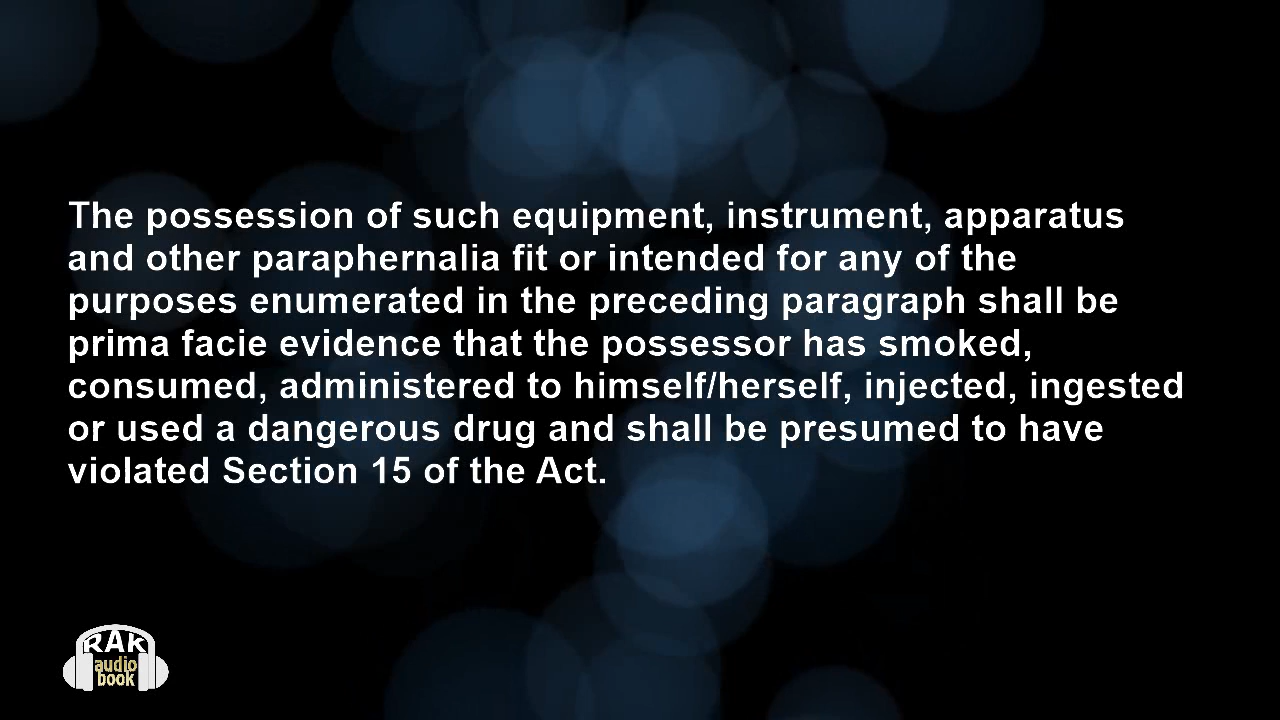 The possession of such equipment, instrument, apparatus
and other paraphernalia fit or intended for any of the
purposes enumerated in the preceding paragraph shall be
prima facie evidence that the possessor has smoked,
consumed, administered to himself/herself, injected, ingested
or used a dangerous drug and shall be presumed to have
violated Section 15 of the Act.
RAK
audio
book